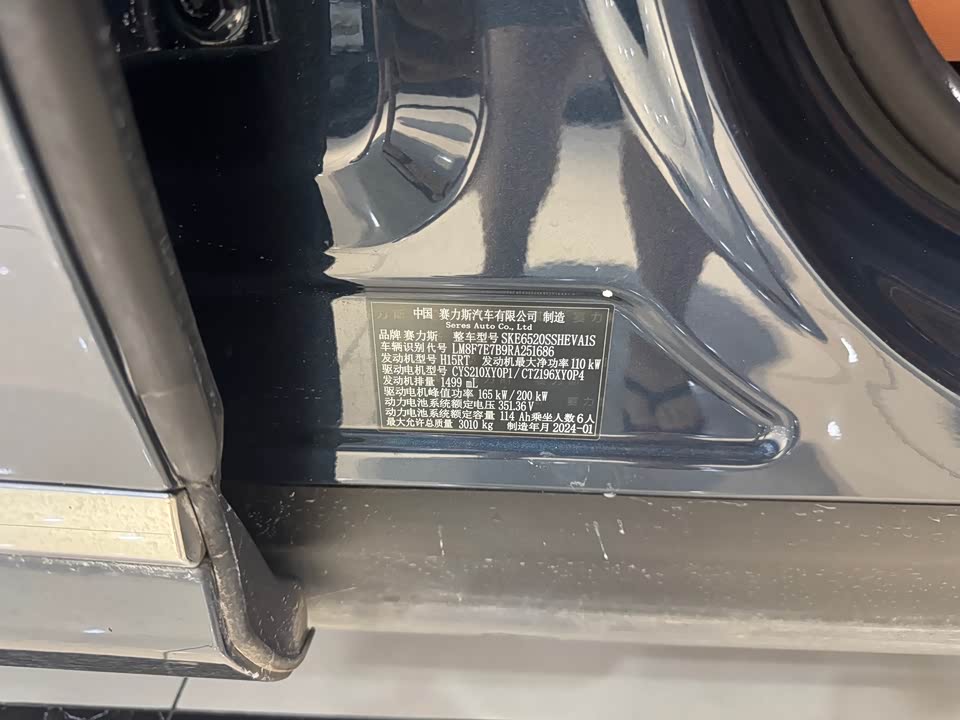 中国 赛力斯汽车有限公司 制造
Seres Auto Co., Ltd
品牌 赛力斯 整车型号 SKE6520SSHEVA1S
车辆识别代号 LM8F7E7B9RA251686
发动机型号 H15RT 发动机最大净功率 110 kW
驱动电机型号 CYS210XY0P1/CTZ196XY0P4
发动机排量 1499 mL
驱动电机峰值功率 165 kW/200 kW
动力电池系统额定电压 351.36 V
动力电池系统额定容量 114 Ah 乘坐人数 6 人
最大允许总质量 3010 kg 制造年月 2024-01